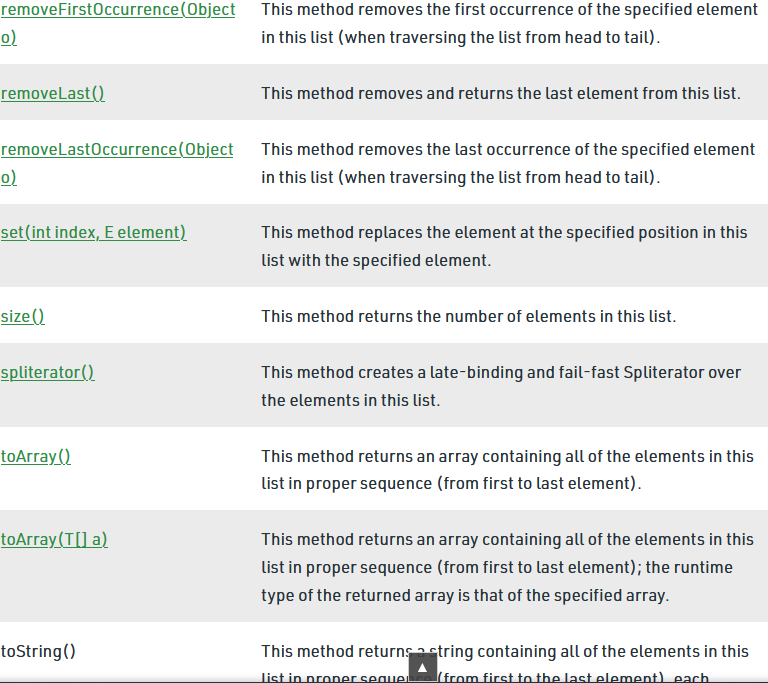 removeFirstOccurrence(Object This method removes the first occurrence of the specified element
o) in this list (when traversing the list from head to tail).
removeLast() This method removes and returns the last element from this list.
removeLastOccurrence(Object This method removes the last occurrence of the specified element
o) in this list (when traversing the list from head to tail).
set(int index, E element) This method replaces the element at the specified position in this
list with the specified element.
size() This method returns the number of elements in this list.
spliterator() This method creates a late-binding and fail-fast Spliterator over
the elements in this list.
toArray() This method returns an array containing all of the elements in this
list in proper sequence (from first to last element).
toArray(T[] a) This method returns an array containing all of the elements in this
list in proper sequence (from first to last element); the runtime
type of the returned array is that of the specified array.
toString() This method returns a string containing all of the elements in this
list in proper sequence (from first to the last element), each